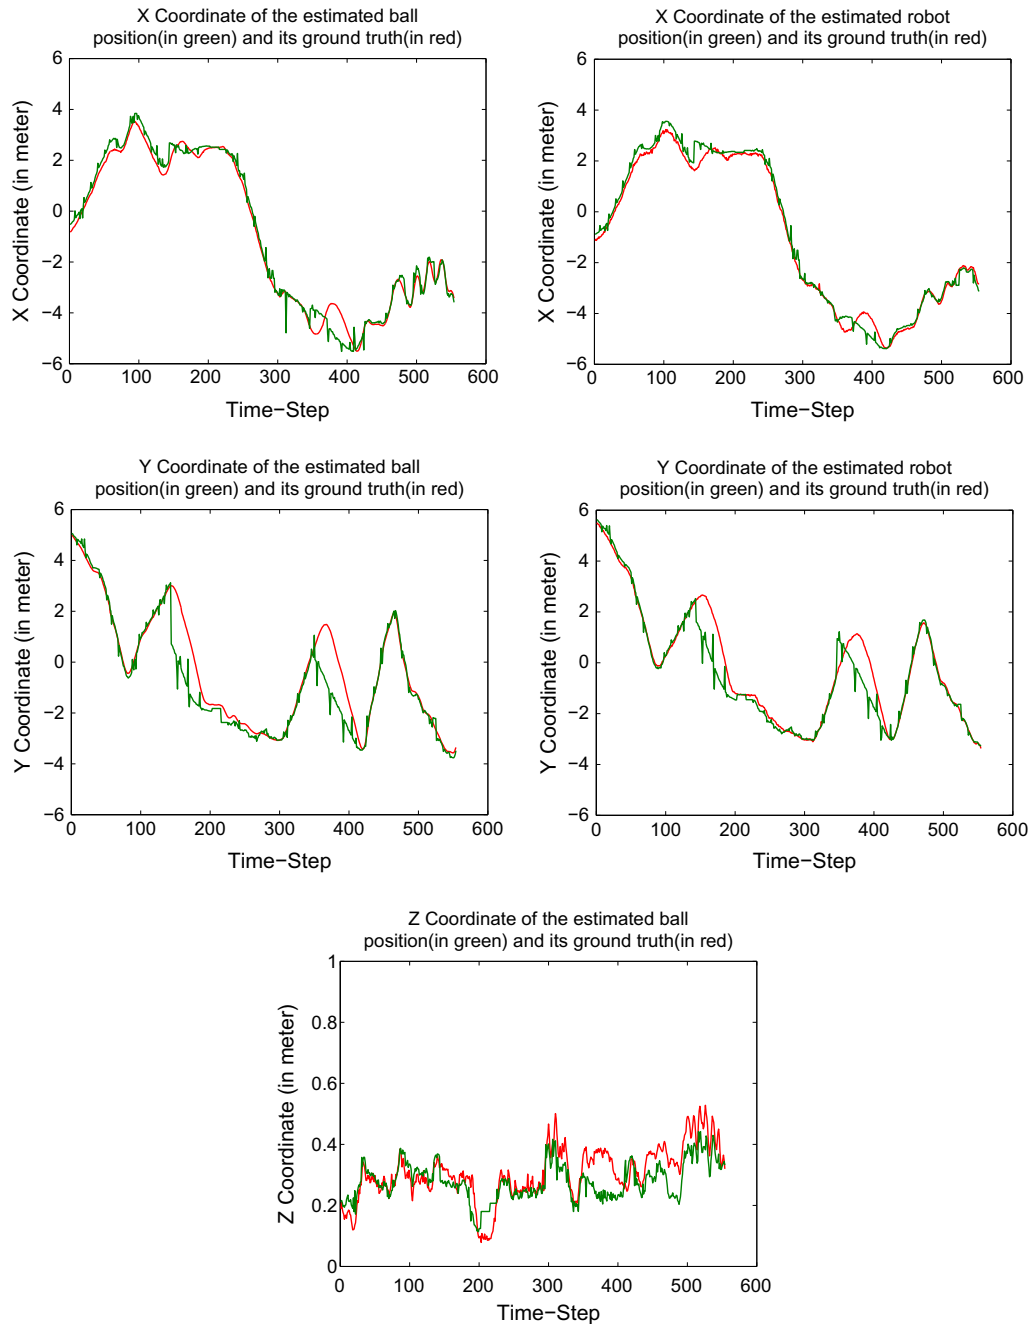 X Coordinate of the estimated ball
position(in green) and its ground truth(in red)
6
4
2
0
−2
−4
−6
X Coordinate (in meter)
0 100 200 300 400 500 600
Time−Step
X Coordinate of the estimated robot
position(in green) and its ground truth(in red)
6
4
2
0
−2
−4
−6
X Coordinate (in meter)
0 100 200 300 400 500 600
Time−Step
Y Coordinate of the estimated ball
position(in green) and its ground truth(in red)
6
4
2
0
−2
−4
−6
Y Coordinate (in meter)
0 100 200 300 400 500 600
Time−Step
Y Coordinate of the estimated robot
position(in green) and its ground truth(in red)
6
4
2
0
−2
−4
−6
Y Coordinate (in meter)
0 100 200 300 400 500 600
Time−Step
Z Coordinate of the estimated ball
position(in green) and its ground truth(in red)
1
0.8
0.6
0.4
0.2
0
Z Coordinate (in meter)
0 100 200 300 400 500 600
Time−Step